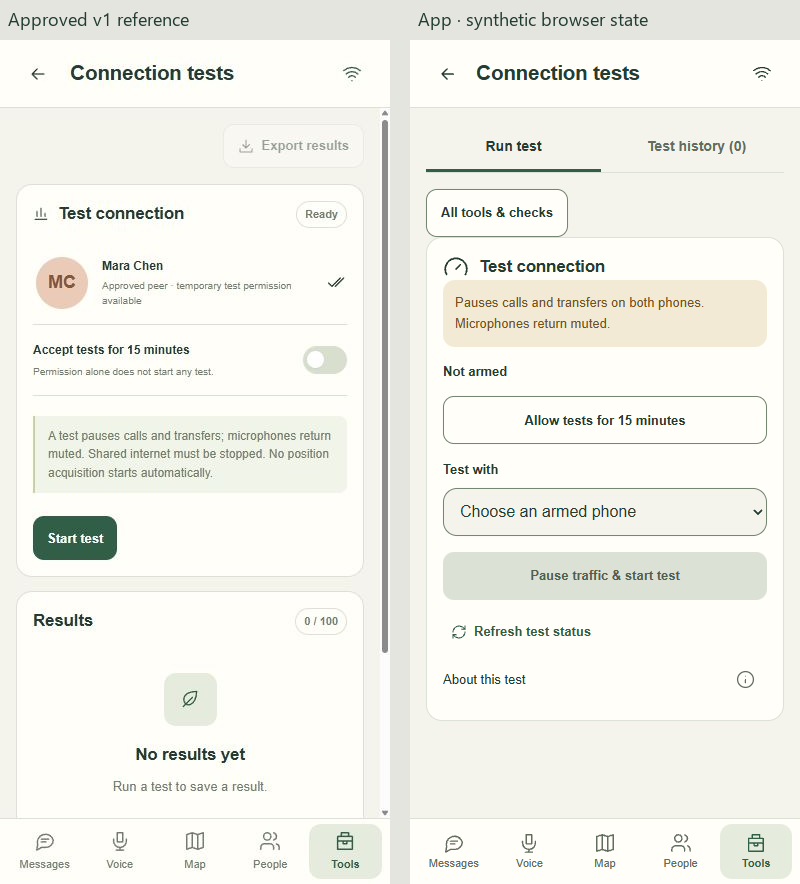 Approved v1 reference
Connection tests
Export results
Test connection
Ready
MC
Mara Chen
Approved peer · temporary test permission
available
Accept tests for 15 minutes
Permission alone does not start any test.
A test pauses calls and transfers; microphones return
muted. Shared internet must be stopped. No position
acquisition starts automatically.
Start test
Results
0 / 100
No results yet
Run a test to save a result.
Messages
Voice
Map
People
Tools
App · synthetic browser state
Connection tests
Run test
Test history (0)
All tools & checks
Test connection
Pauses calls and transfers on both phones.
Microphones return muted.
Not armed
Allow tests for 15 minutes
Test with
Choose an armed phone
Pause traffic & start test
Refresh test status
About this test
Messages
Voice
Map
People
Tools